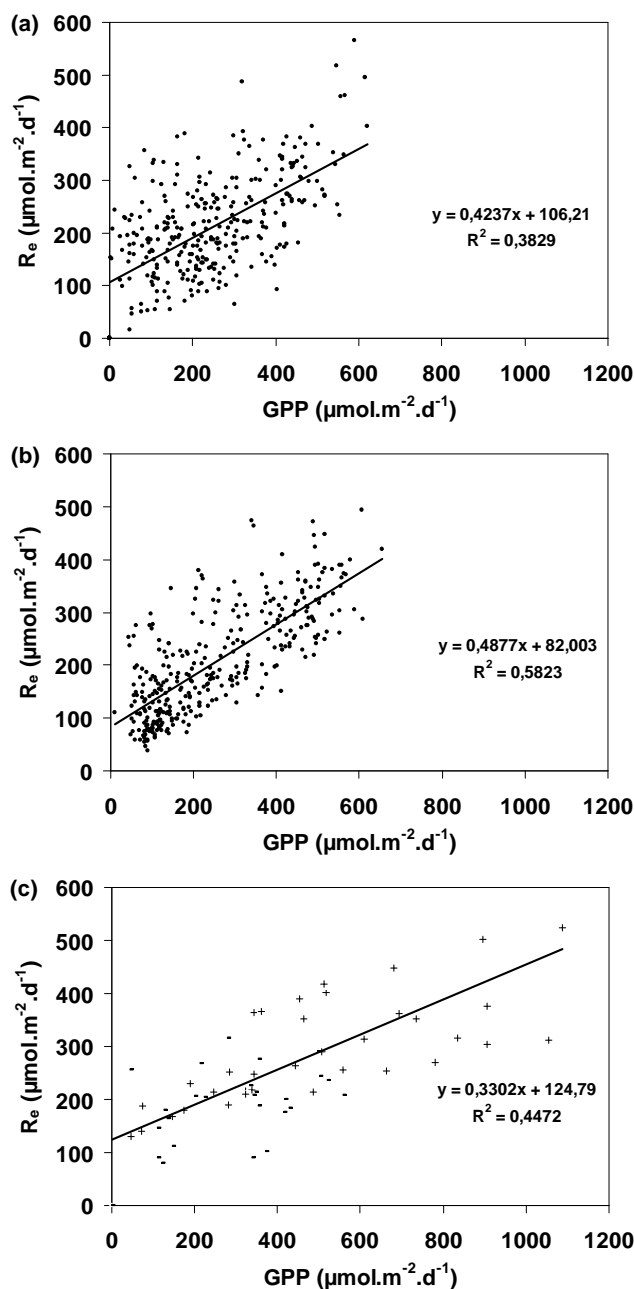 (a)
600
500
400
300
200
100
0
Re (µmol.m-2.d-1)
y = 0,4237x + 106,21
R2 = 0,3829
0 200 400 600 800 1000 1200
GPP (µmol.m-2.d-1)
(b)
600
500
400
300
200
100
0
Re (µmol.m-2.d-1)
y = 0,4877x + 82,003
R2 = 0,5823
0 200 400 600 800 1000 1200
GPP (µmol.m-2.d-1)
(c)
600
500
400
300
200
100
0
Re (µmol.m-2.d-1)
y = 0,3302x + 124,79
R2 = 0,4472
0 200 400 600 800 1000 1200
GPP (µmol.m-2.d-1)